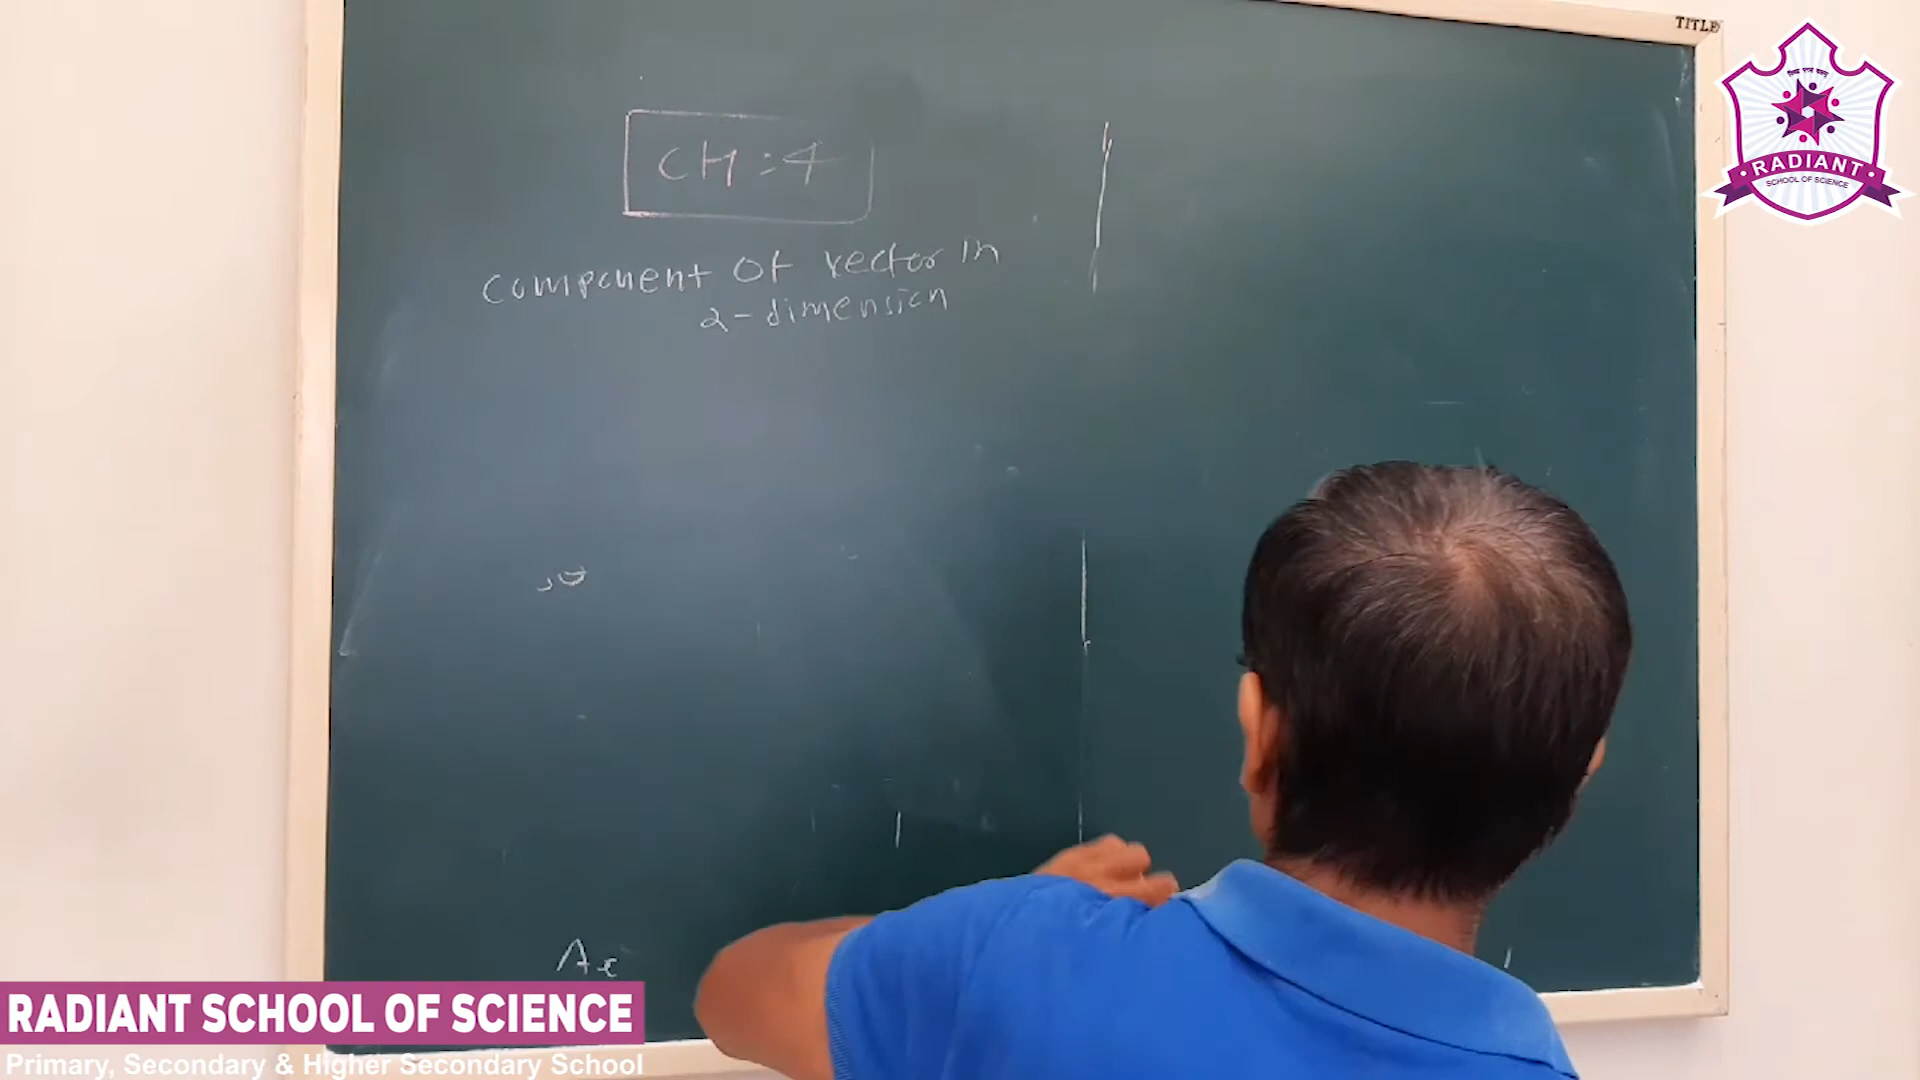 TITLE
CH:4
component of vector in
2-dimension
RADIANT
SCHOOL OF SCIENCE
RADIANT SCHOOL OF SCIENCE
Primary, Secondary & Higher Secondary School